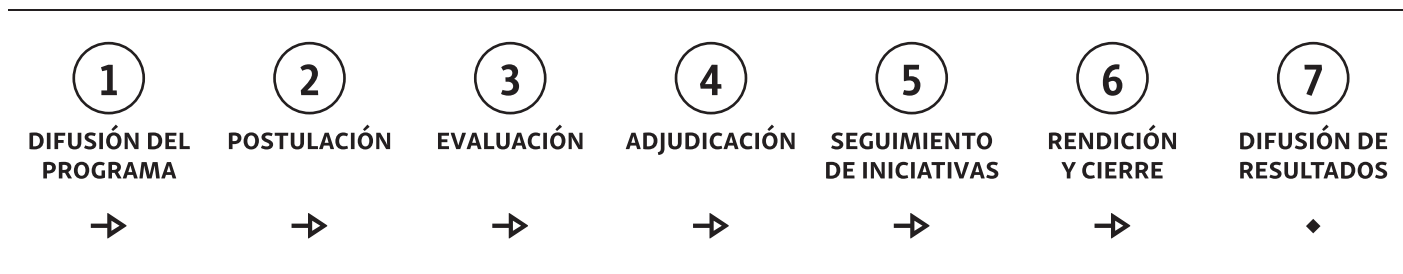 1
DIFUSIÓN DEL
PROGRAMA
2
POSTULACIÓN
3
EVALUACIÓN
4
ADJUDICACIÓN
5
SEGUIMIENTO
DE INICIATIVAS
6
RENDICIÓN
Y CIERRE
7
DIFUSIÓN DE
RESULTADOS